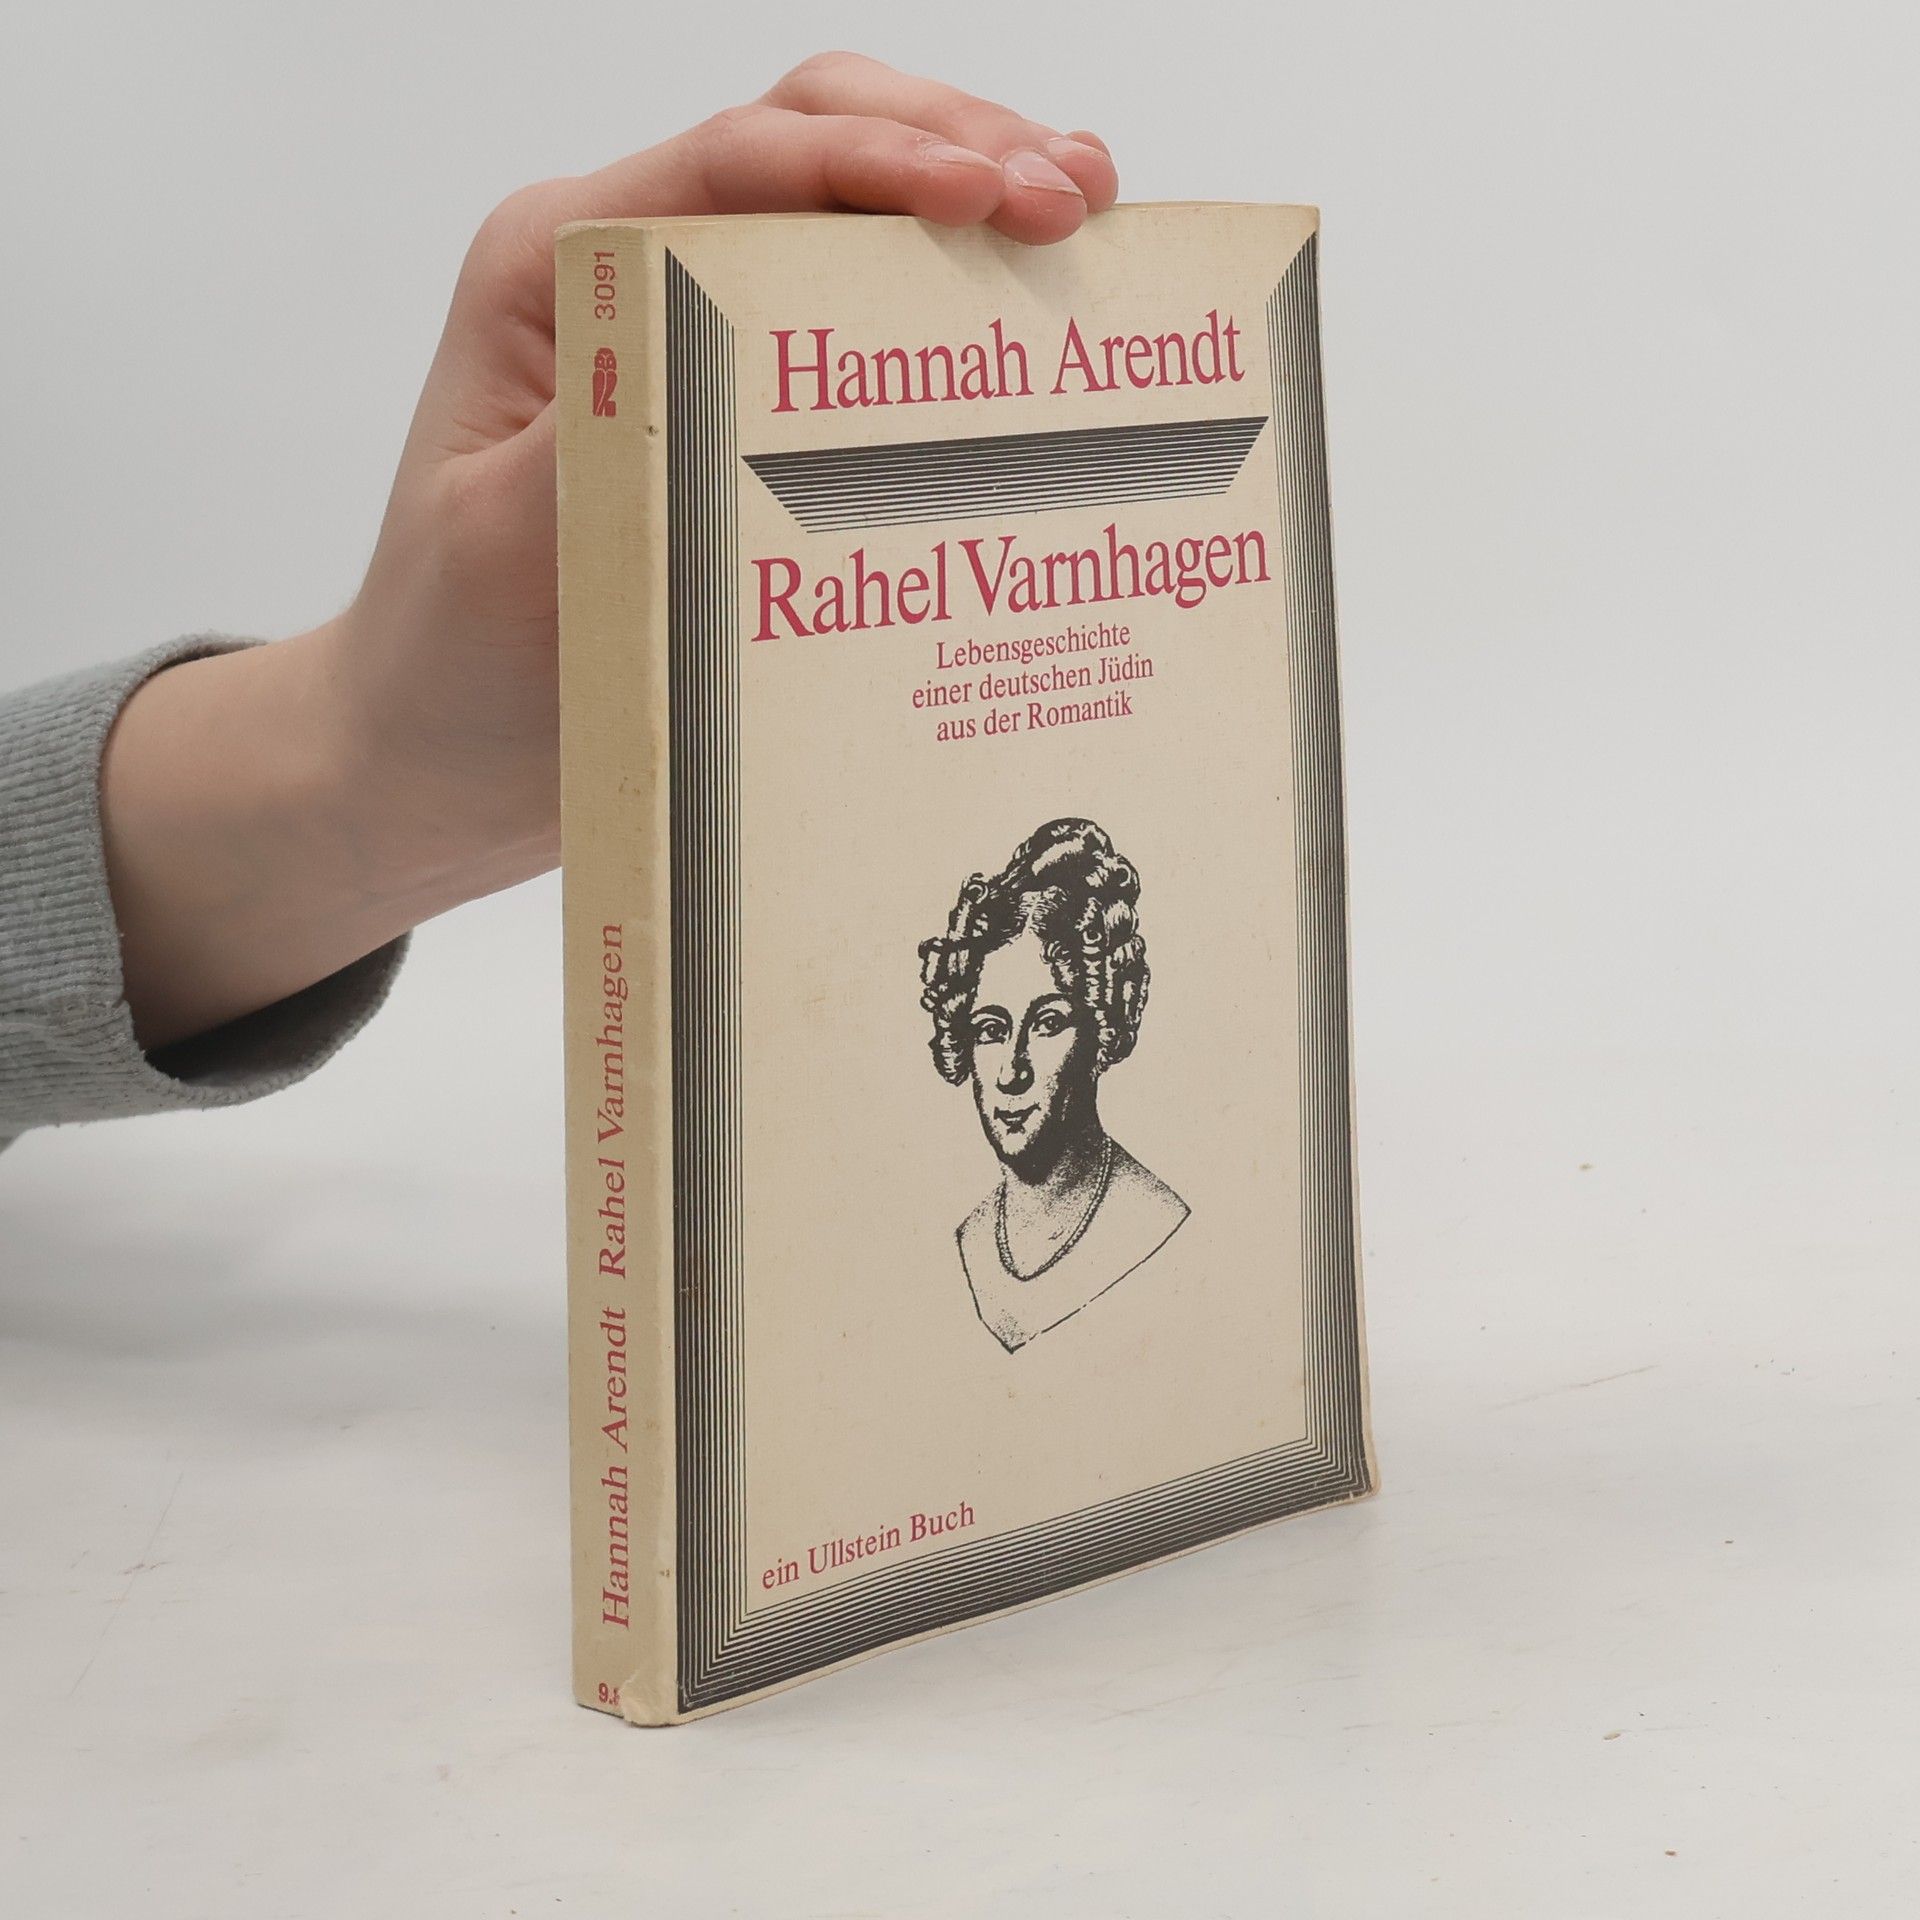 3091
Hannah Arendt Rahel Varnhagen
Hannah Arendt
Rahel Varnhagen
Lebensgeschichte
einer deutschen Jüdin
aus der Romantik
ein Ullstein Buch